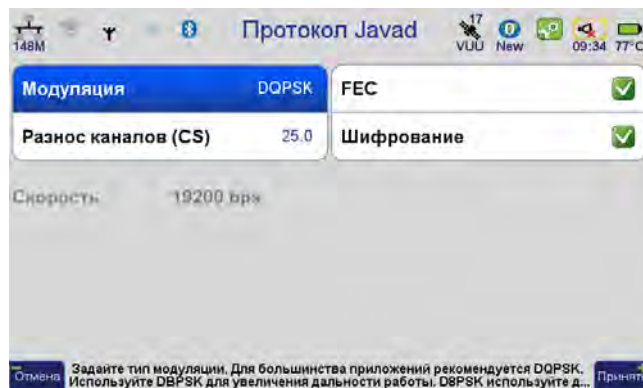 148M
Протокол Javad
17
VUU
New
09:34
77°C
Модуляция DQPSK
Разнос каналов (CS) 25.0
FEC
Шифрование
Скорость 19200 bps
Отмена
Задайте тип модуляции. Для большинства приложений рекомендуется DQPSK.
Используйте DBPSK для увеличения дальности работы. D8PSK используйте д...